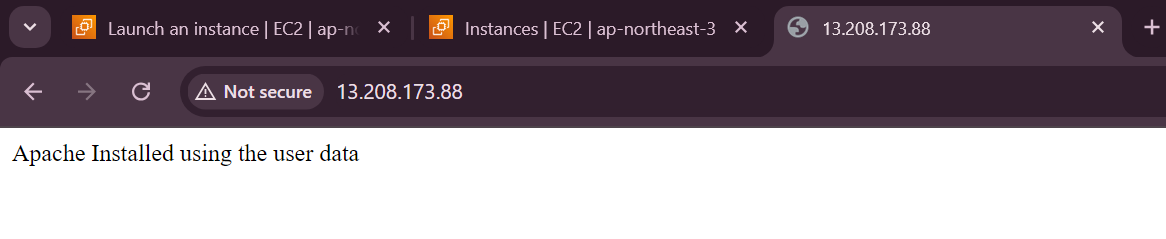 Launch an instance | EC2 | ap-n
Instances | EC2 | ap-northeast-3
13.208.173.88
Not secure
13.208.173.88
Apache Installed using the user data